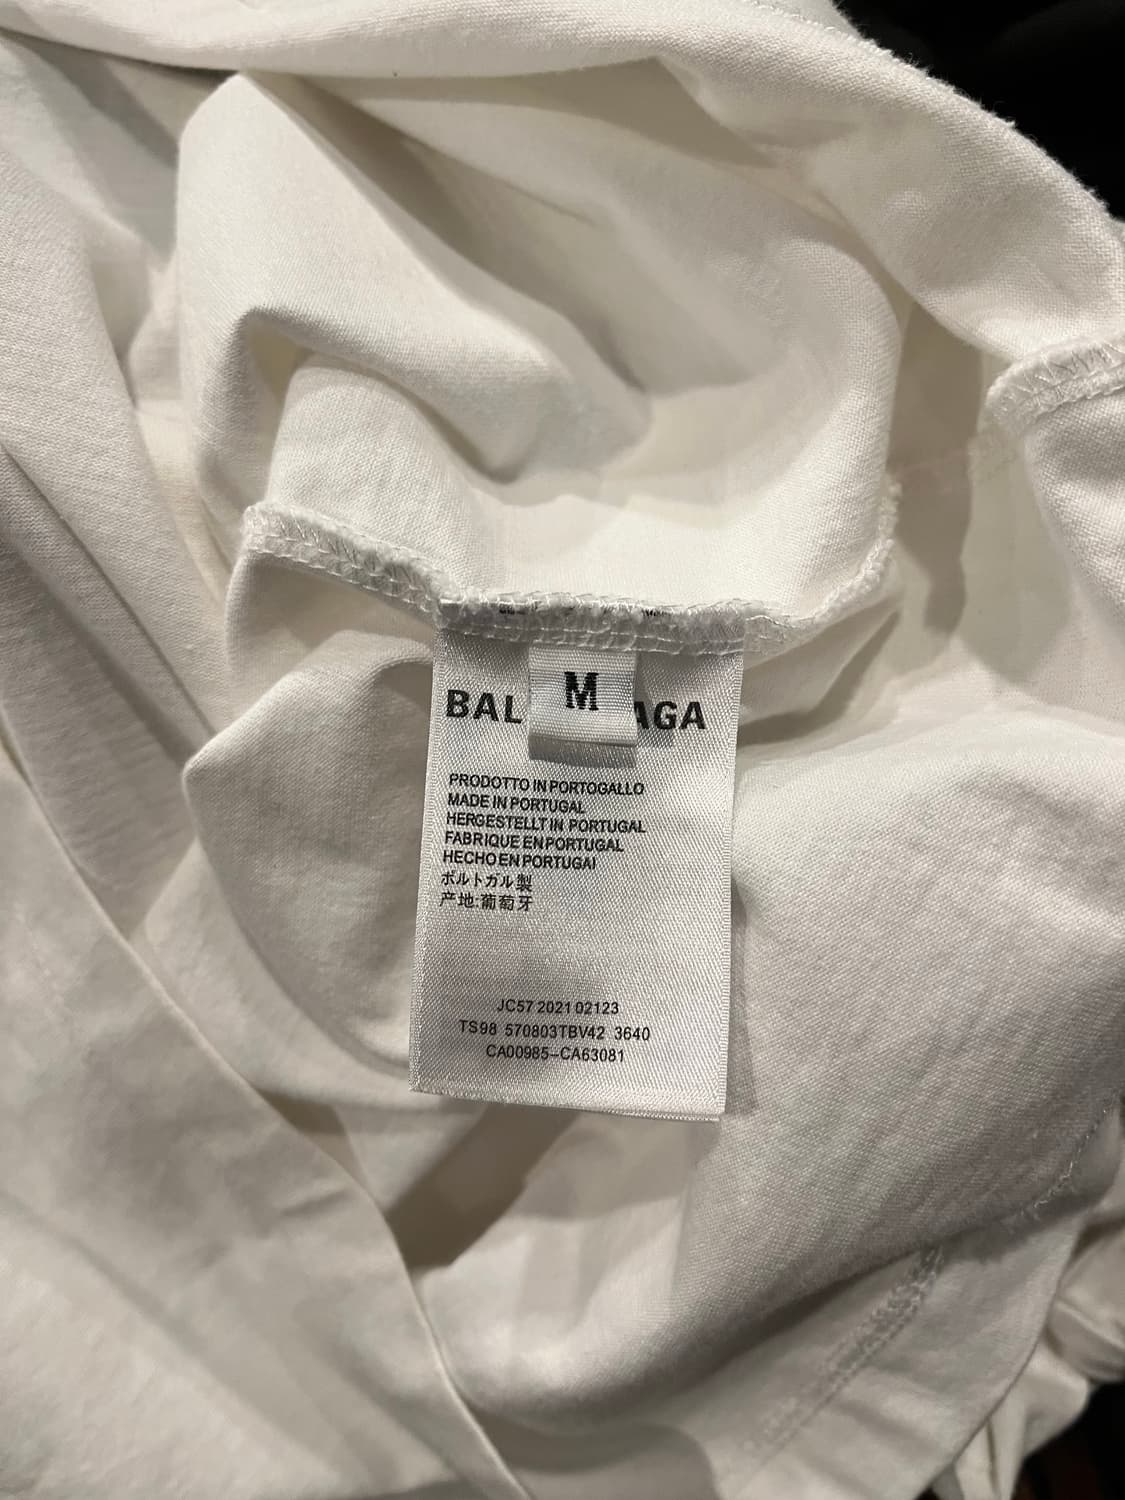 M
BAL AGA
PRODOTTO IN PORTOGALLO
MADE IN PORTUGAL
HERGESTELLT IN PORTUGAL
FABRIQUE EN PORTUGAL
HECHO EN PORTUGAl
ポルトガル製
产地:葡萄牙
JC57 2021 02123
TS98 570803TBV42 3640
CA00985-CA63081